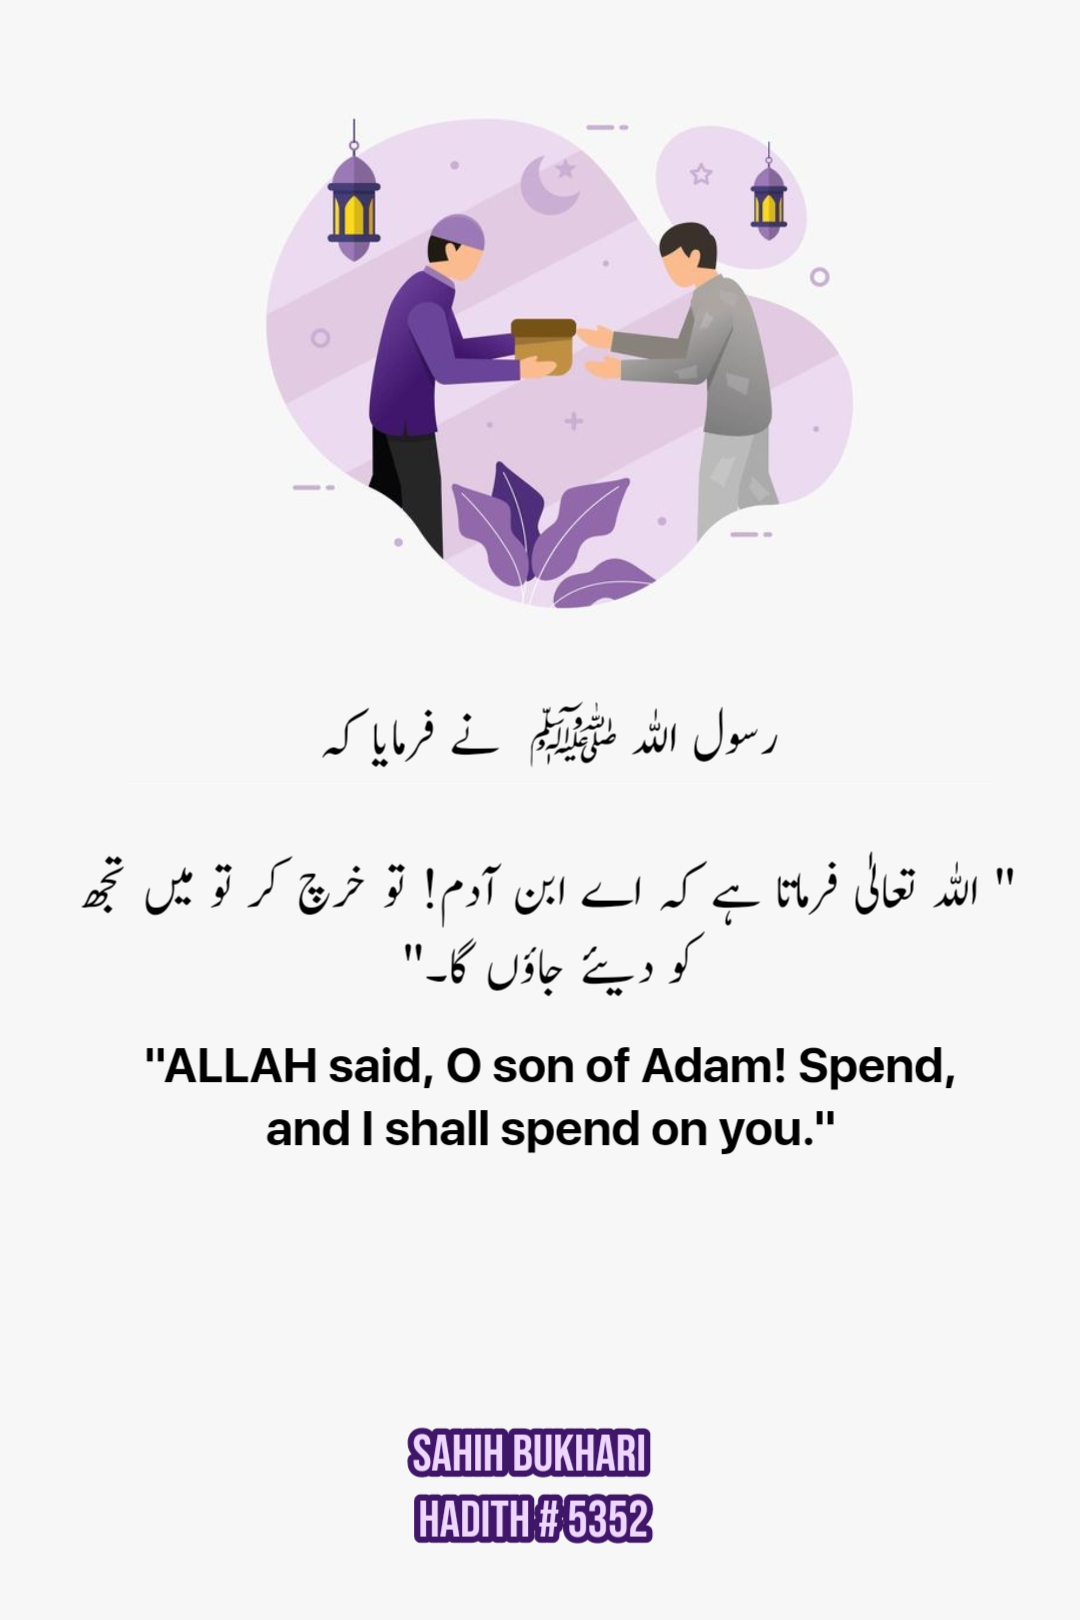 رسول اللہ ﷺ نے فرمایا کہ
" اللہ تعالیٰ فرماتا ہے کہ اے ابن آدم! تو خرچ کر تو میں تجھ
کو دیئے جاؤں گا۔"
"ALLAH said, O son of Adam! Spend,
and I shall spend on you."
SAHIH BUKHARI
HADITH # 5352